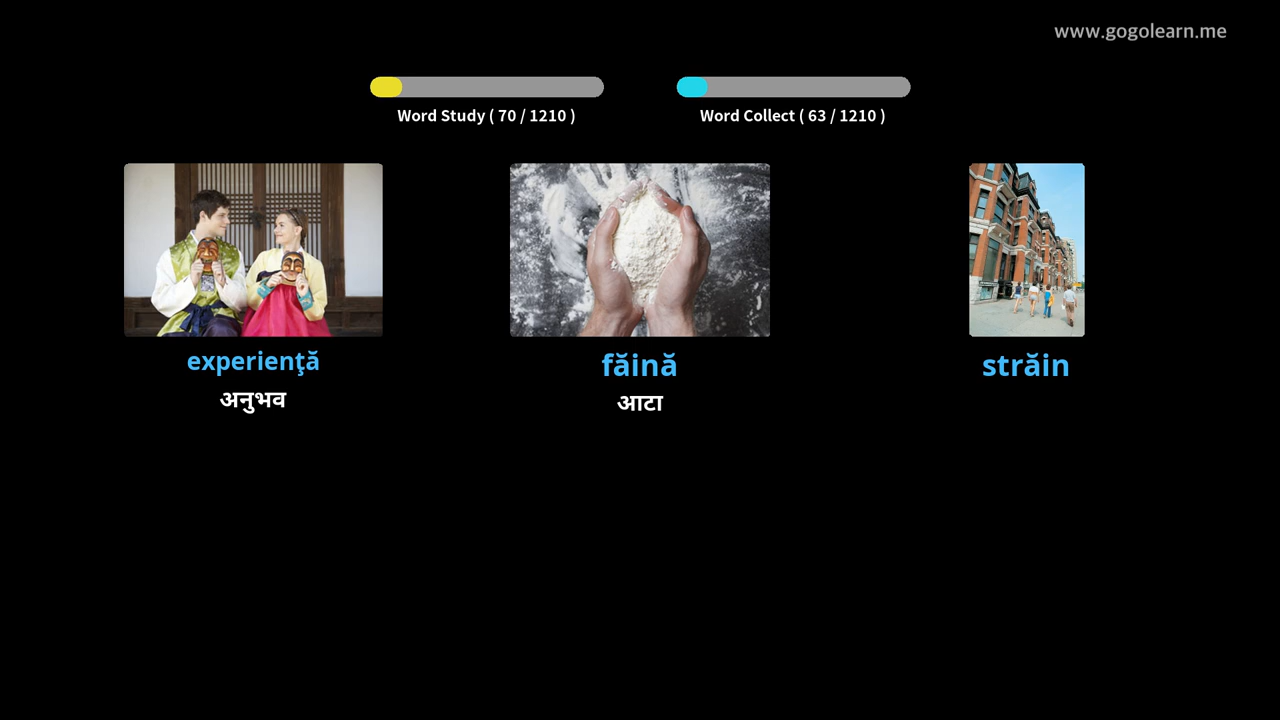 www.gogolearn.me
Word Study ( 70 / 1210 )
Word Collect ( 63 / 1210 )
experienţă
अनुभव
făină
आटा
străin